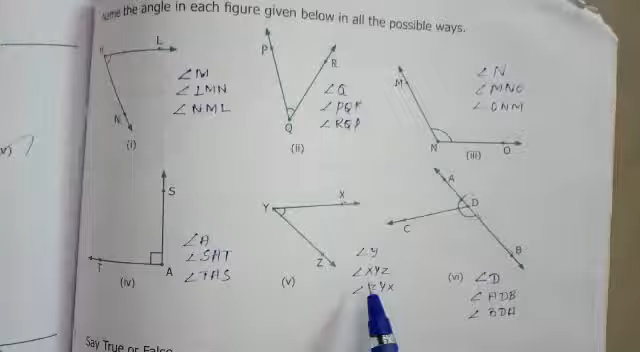 the angle in each figure given below in all the possible ways.
L
N
∠M
∠LMN
∠NML
(i)
P
R
Q
∠Q
∠PQR
∠RQP
(ii)
M
N
O
∠N
∠MNO
∠ONM
(iii)
S
T
A
∠A
∠SAT
∠TAS
(iv)
Y
X
Z
∠Y
∠XYZ
∠ZYX
(v)
A
D
C
B
(vi) ∠D
∠ADB
∠BDA
Say True or False